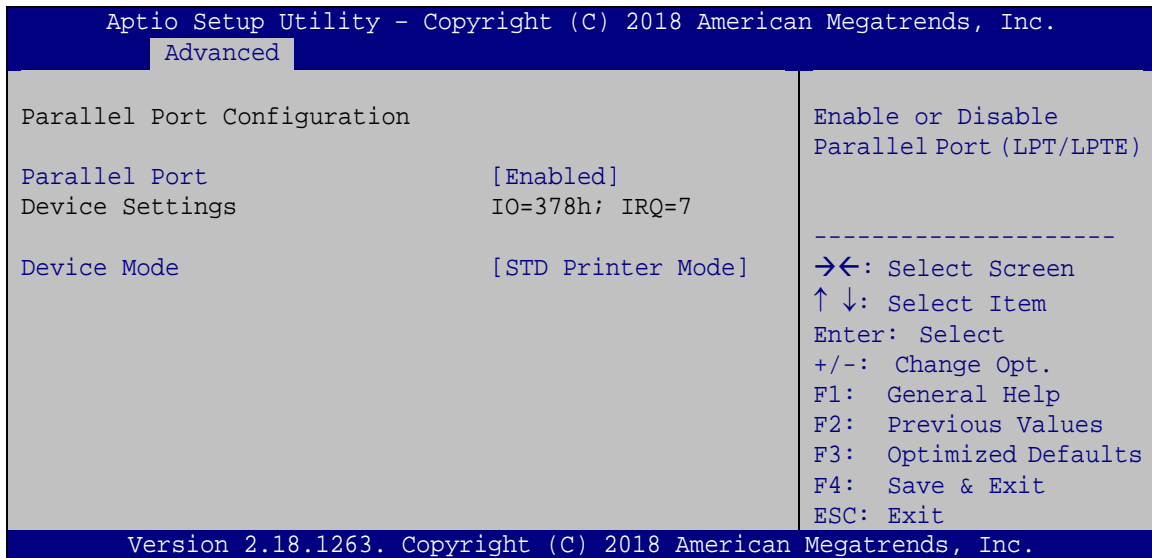 Aptio Setup Utility – Copyright (C) 2018 American Megatrends, Inc.
Advanced
Parallel Port Configuration
Parallel Port [Enabled]
Device Settings IO=378h; IRQ=7
Device Mode [STD Printer Mode]
Enable or Disable
Parallel Port (LPT/LPTE)
---------------------
→←: Select Screen
↑ ↓: Select Item
Enter: Select
+/-: Change Opt.
F1: General Help
F2: Previous Values
F3: Optimized Defaults
F4: Save & Exit
ESC: Exit
Version 2.18.1263. Copyright (C) 2018 American Megatrends, Inc.